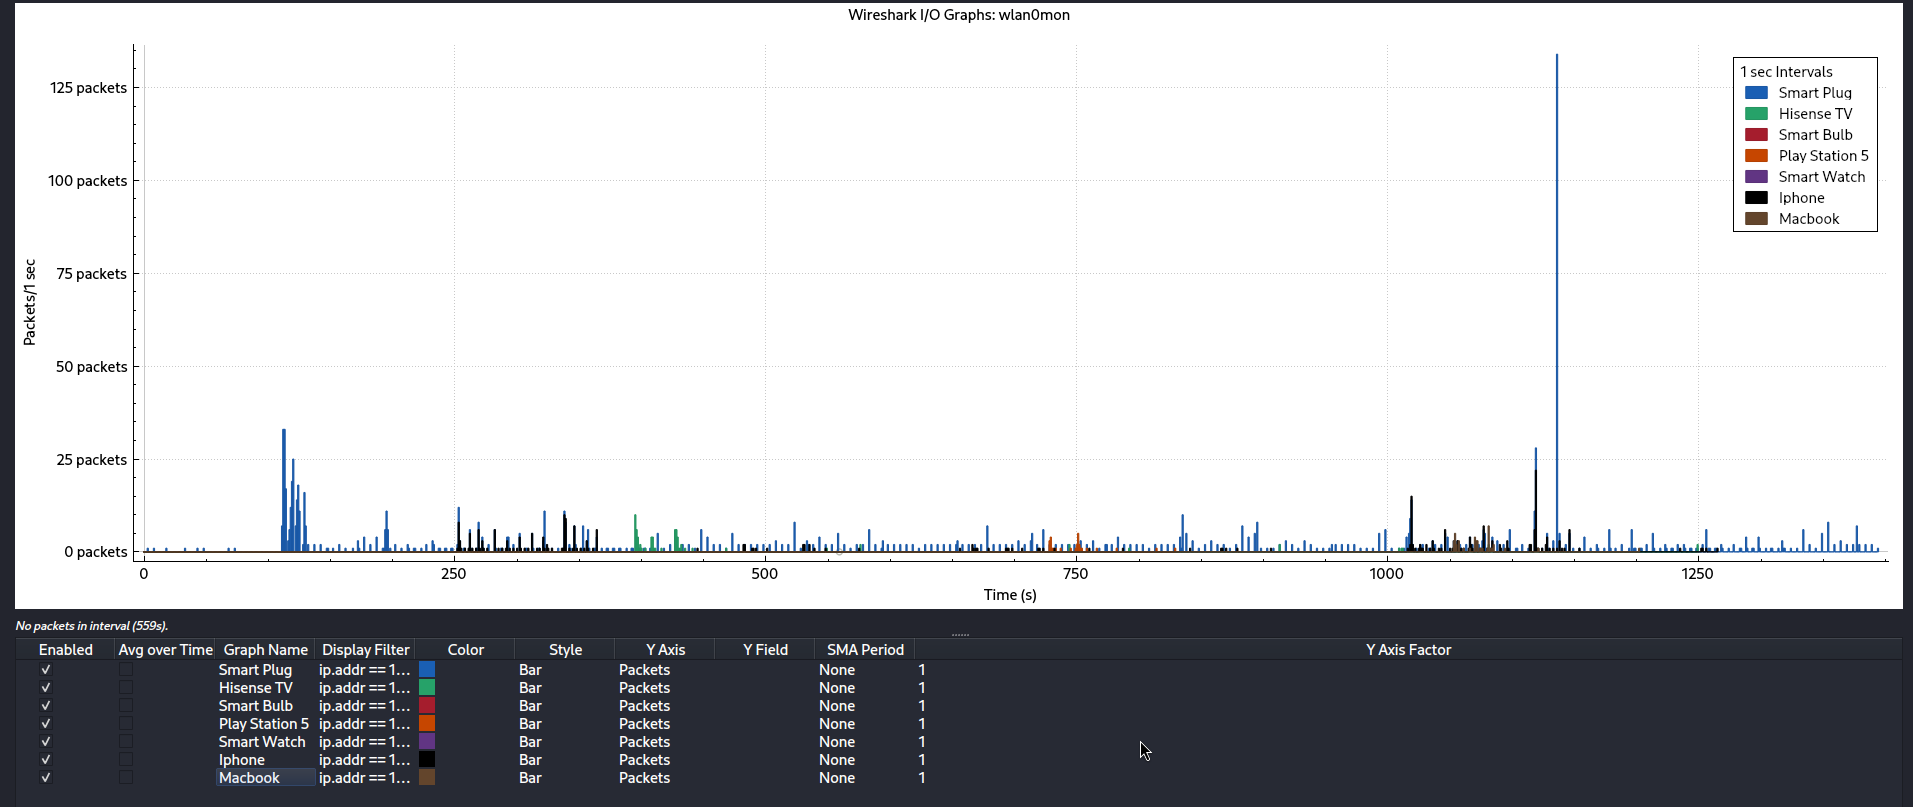 Wireshark I/O Graphs: wlan0mon
125 packets
100 packets
75 packets
50 packets
25 packets
0 packets
Packets/1 sec
0 250 500 750 1000 1250
Time (s)
1 sec Intervals
Smart Plug
Hisense TV
Smart Bulb
Play Station 5
Smart Watch
Iphone
Macbook
No packets in interval (559s).
Enabled Avg over Time Graph Name Display Filter Color Style Y Axis Y Field SMA Period Y Axis Factor
Smart Plug ip.addr == 1... Bar Packets None 1
Hisense TV ip.addr == 1... Bar Packets None 1
Smart Bulb ip.addr == 1... Bar Packets None 1
Play Station 5 ip.addr == 1... Bar Packets None 1
Smart Watch ip.addr == 1... Bar Packets None 1
Iphone ip.addr == 1... Bar Packets None 1
Macbook ip.addr == 1... Bar Packets None 1